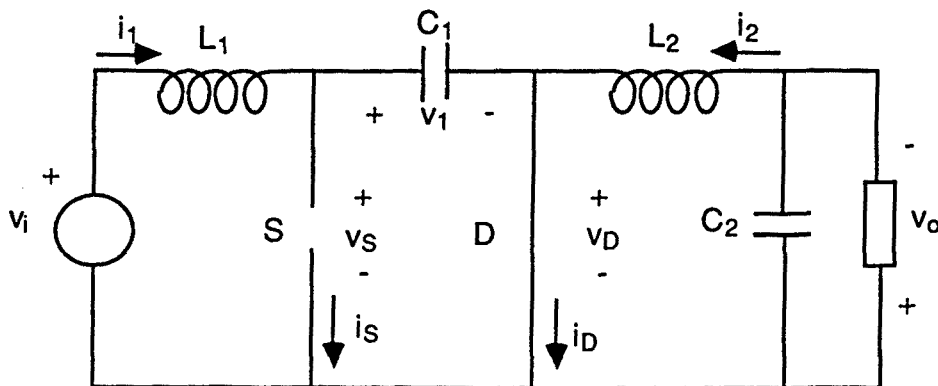 i1 L1 C1 L2 i2
+ v1 -
+ -
vi S + vS - D + vD - C2 vo
+
iS iD